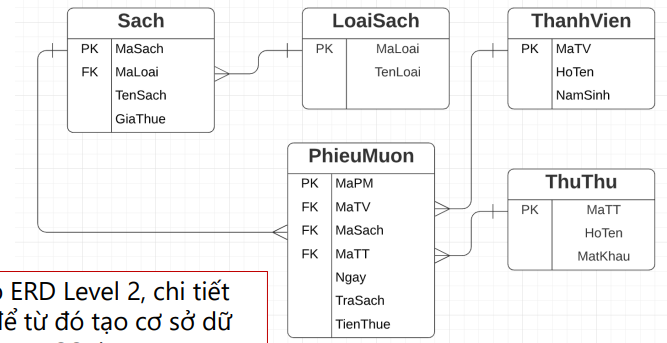 Sach
PK MaSach
FK MaLoai
TenSach
GiaThue
LoaiSach
PK MaLoai
TenLoai
ThanhVien
PK MaTV
HoTen
NamSinh
PhieuMuon
PK MaPM
FK MaTV
FK MaSach
FK MaTT
Ngay
TraSach
TienThue
ThuThu
PK MaTT
HoTen
MatKhau
ERD Level 2, chi tiết
để từ đó tạo cơ sở dữ